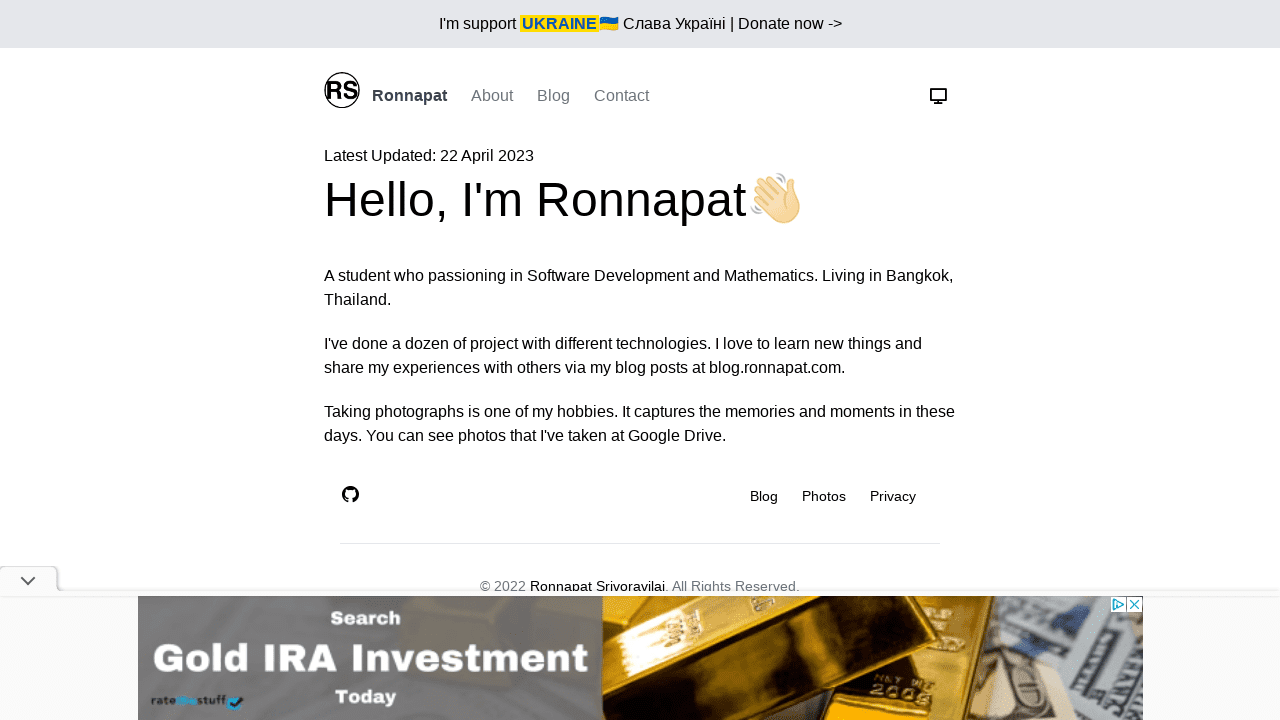 I'm support UKRAINE🇺🇦 Слава Україні | Donate now ->
RS Ronnapat About Blog Contact
Latest Updated: 22 April 2023
Hello, I'm Ronnapat👋🏻
A student who passioning in Software Development and Mathematics. Living in Bangkok,
Thailand.
I've done a dozen of project with different technologies. I love to learn new things and
share my experiences with others via my blog posts at blog.ronnapat.com.
Taking photographs is one of my hobbies. It captures the memories and moments in these
days. You can see photos that I've taken at Google Drive.
Blog Photos Privacy
© 2022 Ronnapat Srivoravilai. All Rights Reserved.
Search
Gold IRA Investment
Today
ratethestuff